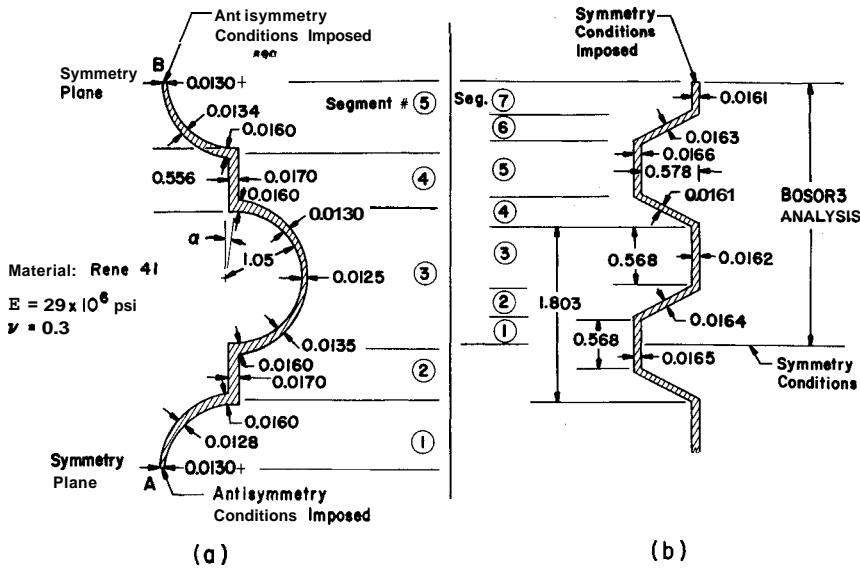 Antisymmetry
Conditions Imposed
B
Symmetry
Plane
0.0130+
0.0134
0.0160
Segment # ⑤
0.556
0.0170
0.0160
④
0.0130
α
1.05
0.0125
③
Material: Rene 41
E = 29 x 10⁶ psi
ν = 0.3
0.0135
0.0160
0.0170
②
0.0160
0.0128
①
Symmetry
Plane
0.0130+
A
Antisymmetry
Conditions Imposed
(a)
Symmetry
Conditions
Imposed
Seg. ⑦
0.0161
⑥
0.0163
0.0166
⑤
0.578
0.0161
④
BOSOR3
ANALYSIS
③
0.568
0.0162
②
1.803
0.0164
①
0.568
0.0165
Symmetry
Conditions
(b)